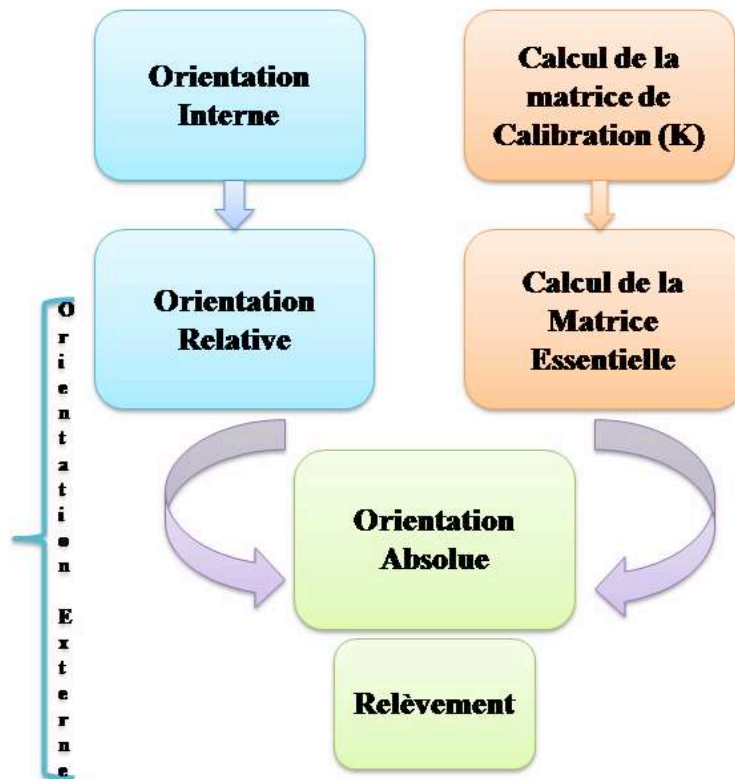 Orientation
Interne
Calcul de la
matrice de
Calibration (K)
Orientation
Relative
Calcul de la
Matrice
Essentielle
Orientation Externe
Orientation
Absolue
Relèvement